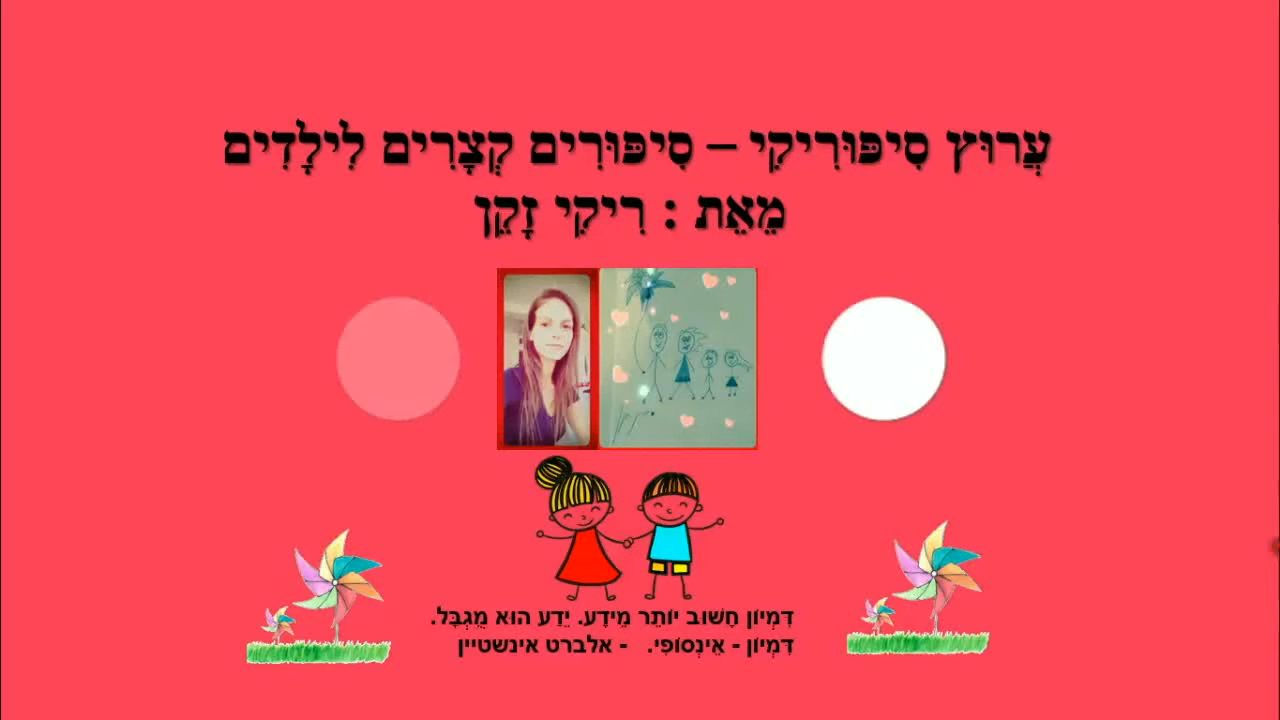 עֲרוּץ סִיפּוּרִיקִי – סִיפּוּרִים קְצָרִים לִילָדִים
מֵאֵת : רִיקִי זָקֵן
דִּמְיוֹן חָשׁוּב יוֹתֵר מֵידָע. יֵדַע הוּא מֻגְבָּל.
דִּמְיוֹן - אֵינְסוֹפִי. - אלברט אינשטיין